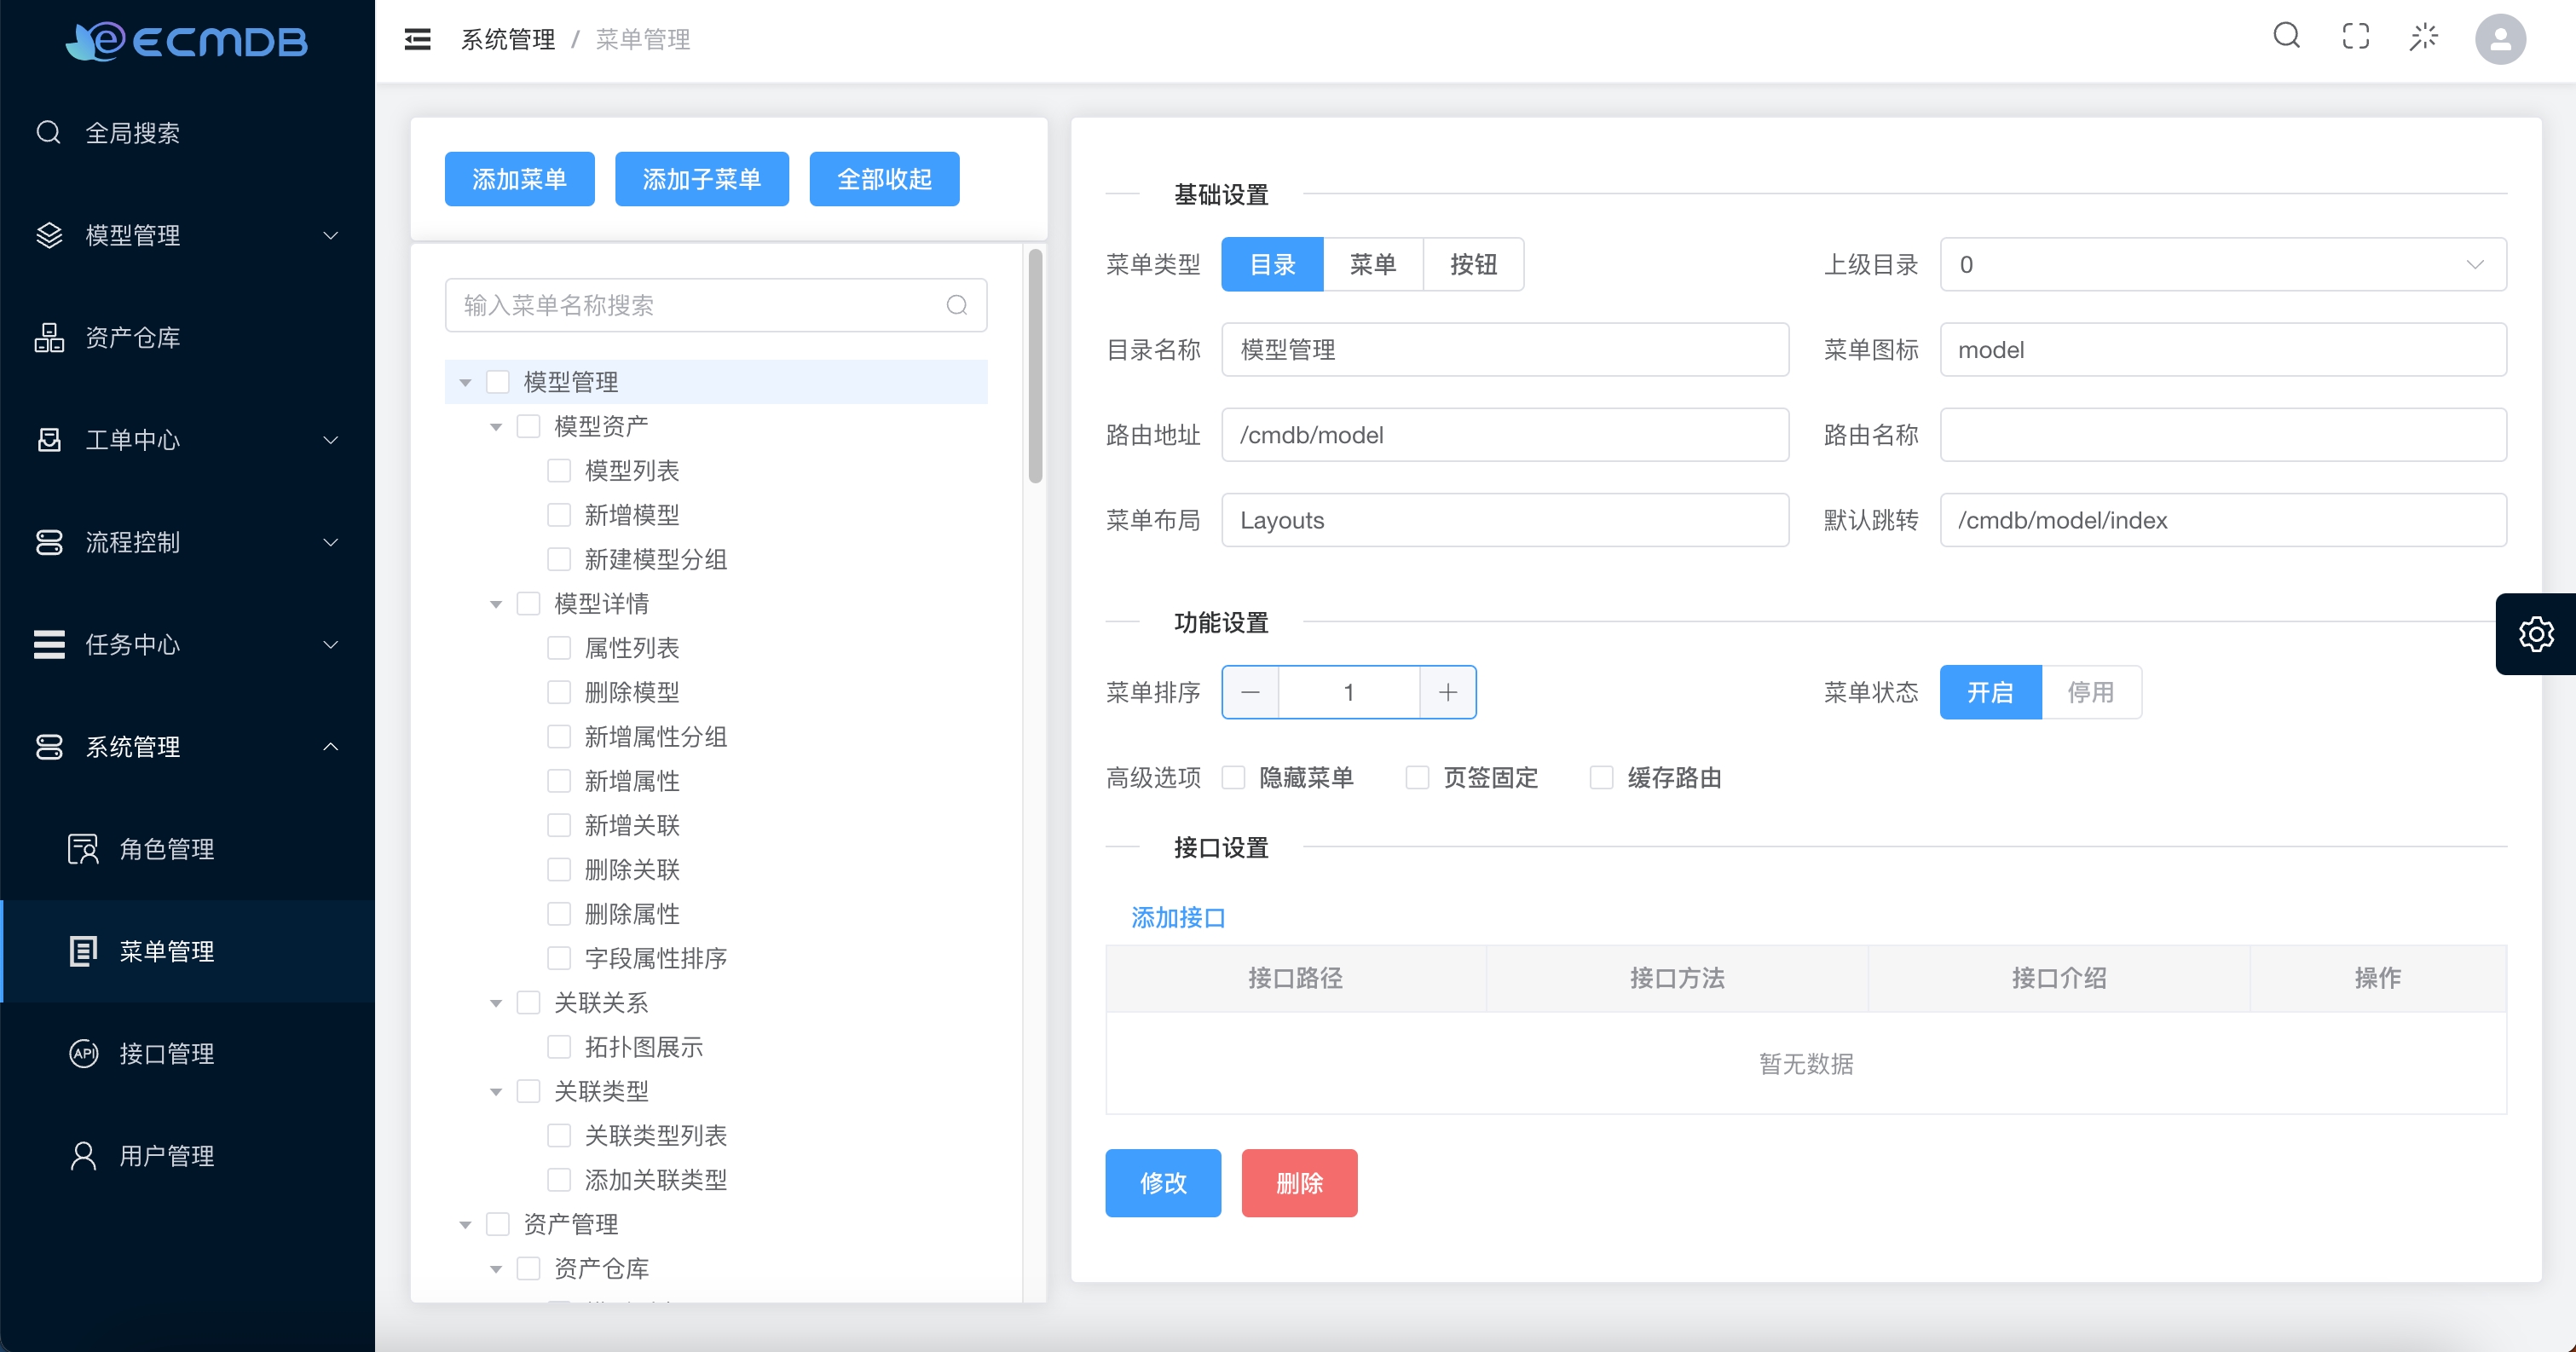 ECMDB
全局搜索
模型管理
资产仓库
工单中心
流程控制
任务中心
系统管理
角色管理
菜单管理
API 接口管理
用户管理
系统管理 / 菜单管理
添加菜单 添加子菜单 全部收起
输入菜单名称搜索
模型管理
模型资产
模型列表
新增模型
新建模型分组
模型详情
属性列表
删除模型
新增属性分组
新增属性
新增关联
删除关联
删除属性
字段属性排序
关联关系
拓扑图展示
关联类型
关联类型列表
添加关联类型
资产管理
资产仓库
基础设置
菜单类型 目录 菜单 按钮 上级目录 0
目录名称 模型管理 菜单图标 model
路由地址 /cmdb/model 路由名称
菜单布局 Layouts 默认跳转 /cmdb/model/index
功能设置
菜单排序 1 菜单状态 开启 停用
高级选项 隐藏菜单 页签固定 缓存路由
接口设置
添加接口
接口路径 接口方法 接口介绍 操作
暂无数据
修改 删除